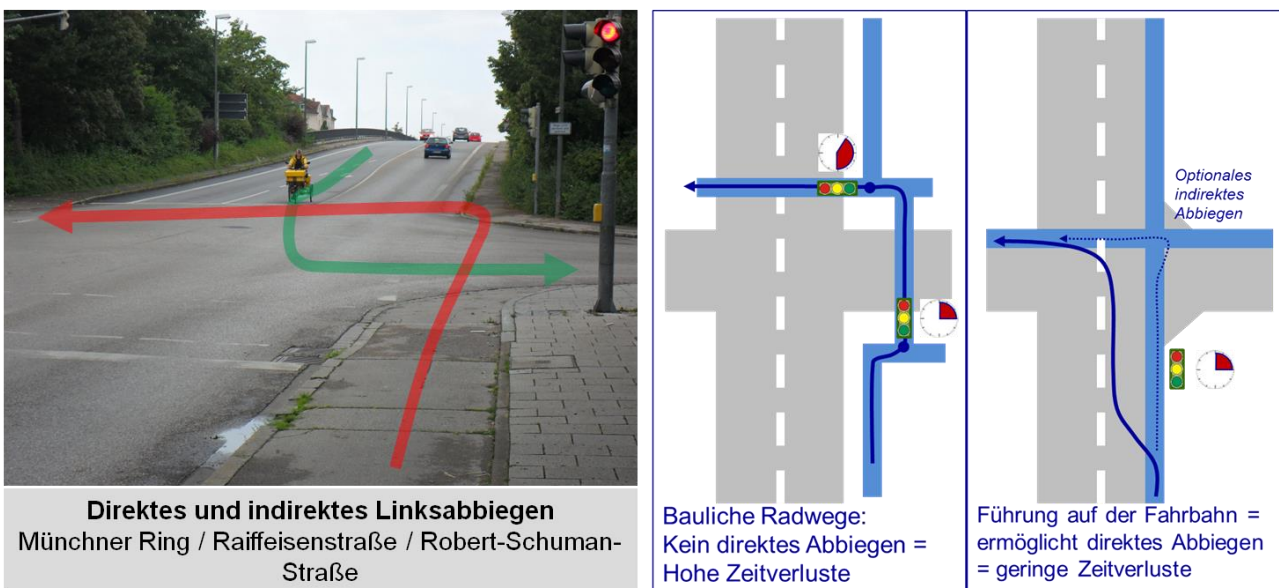 Direktes und indirektes Linksabbiegen
Münchner Ring / Raiffeisenstraße / Robert-Schuman-
Straße
Bauliche Radwege:
Kein direktes Abbiegen =
Hohe Zeitverluste
Optionales
indirektes
Abbiegen
Führung auf der Fahrbahn =
ermöglicht direktes Abbiegen
= geringe Zeitverluste